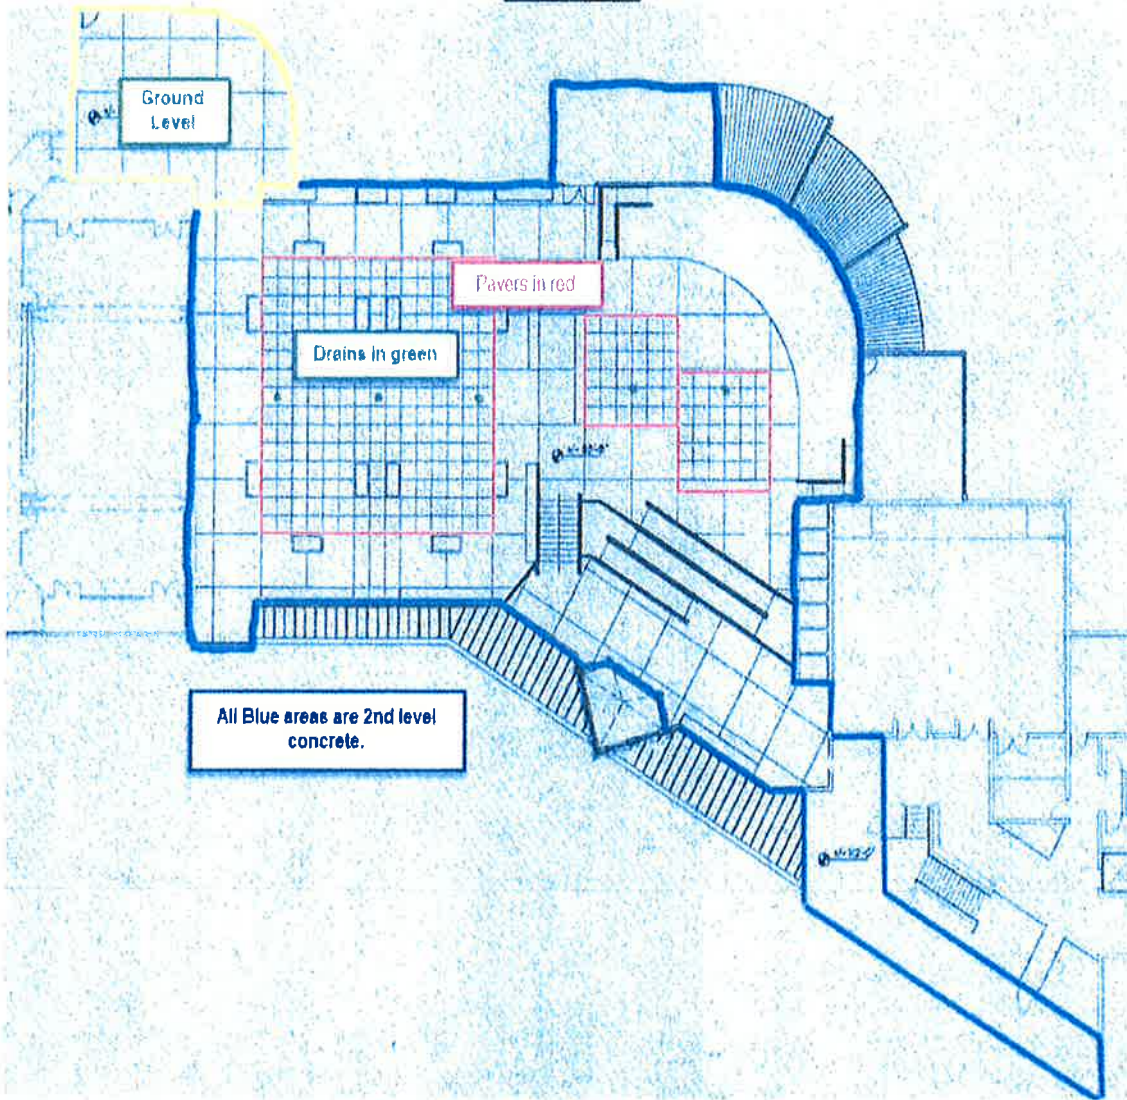 Ground
Level
Pavers in red
Drains in green
All Blue areas are 2nd level
concrete.